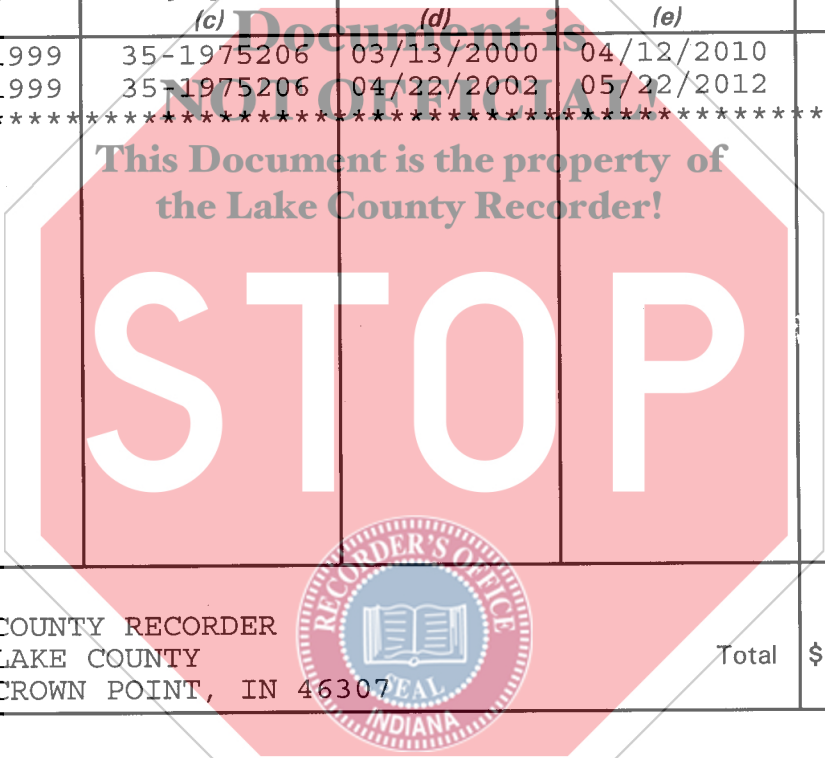 (c) (d) (e)
Document is
1999 35-1975206 03/13/2000 04/12/2010
1999 35-1975206 04/22/2002 05/22/2012
NOT OFFICIAL!
************************************************
This Document is the property of
the Lake County Recorder!
STOP
RECORDER'S OFFICE
SEAL
INDIANA
COUNTY RECORDER
LAKE COUNTY
CROWN POINT, IN 46307
Total $